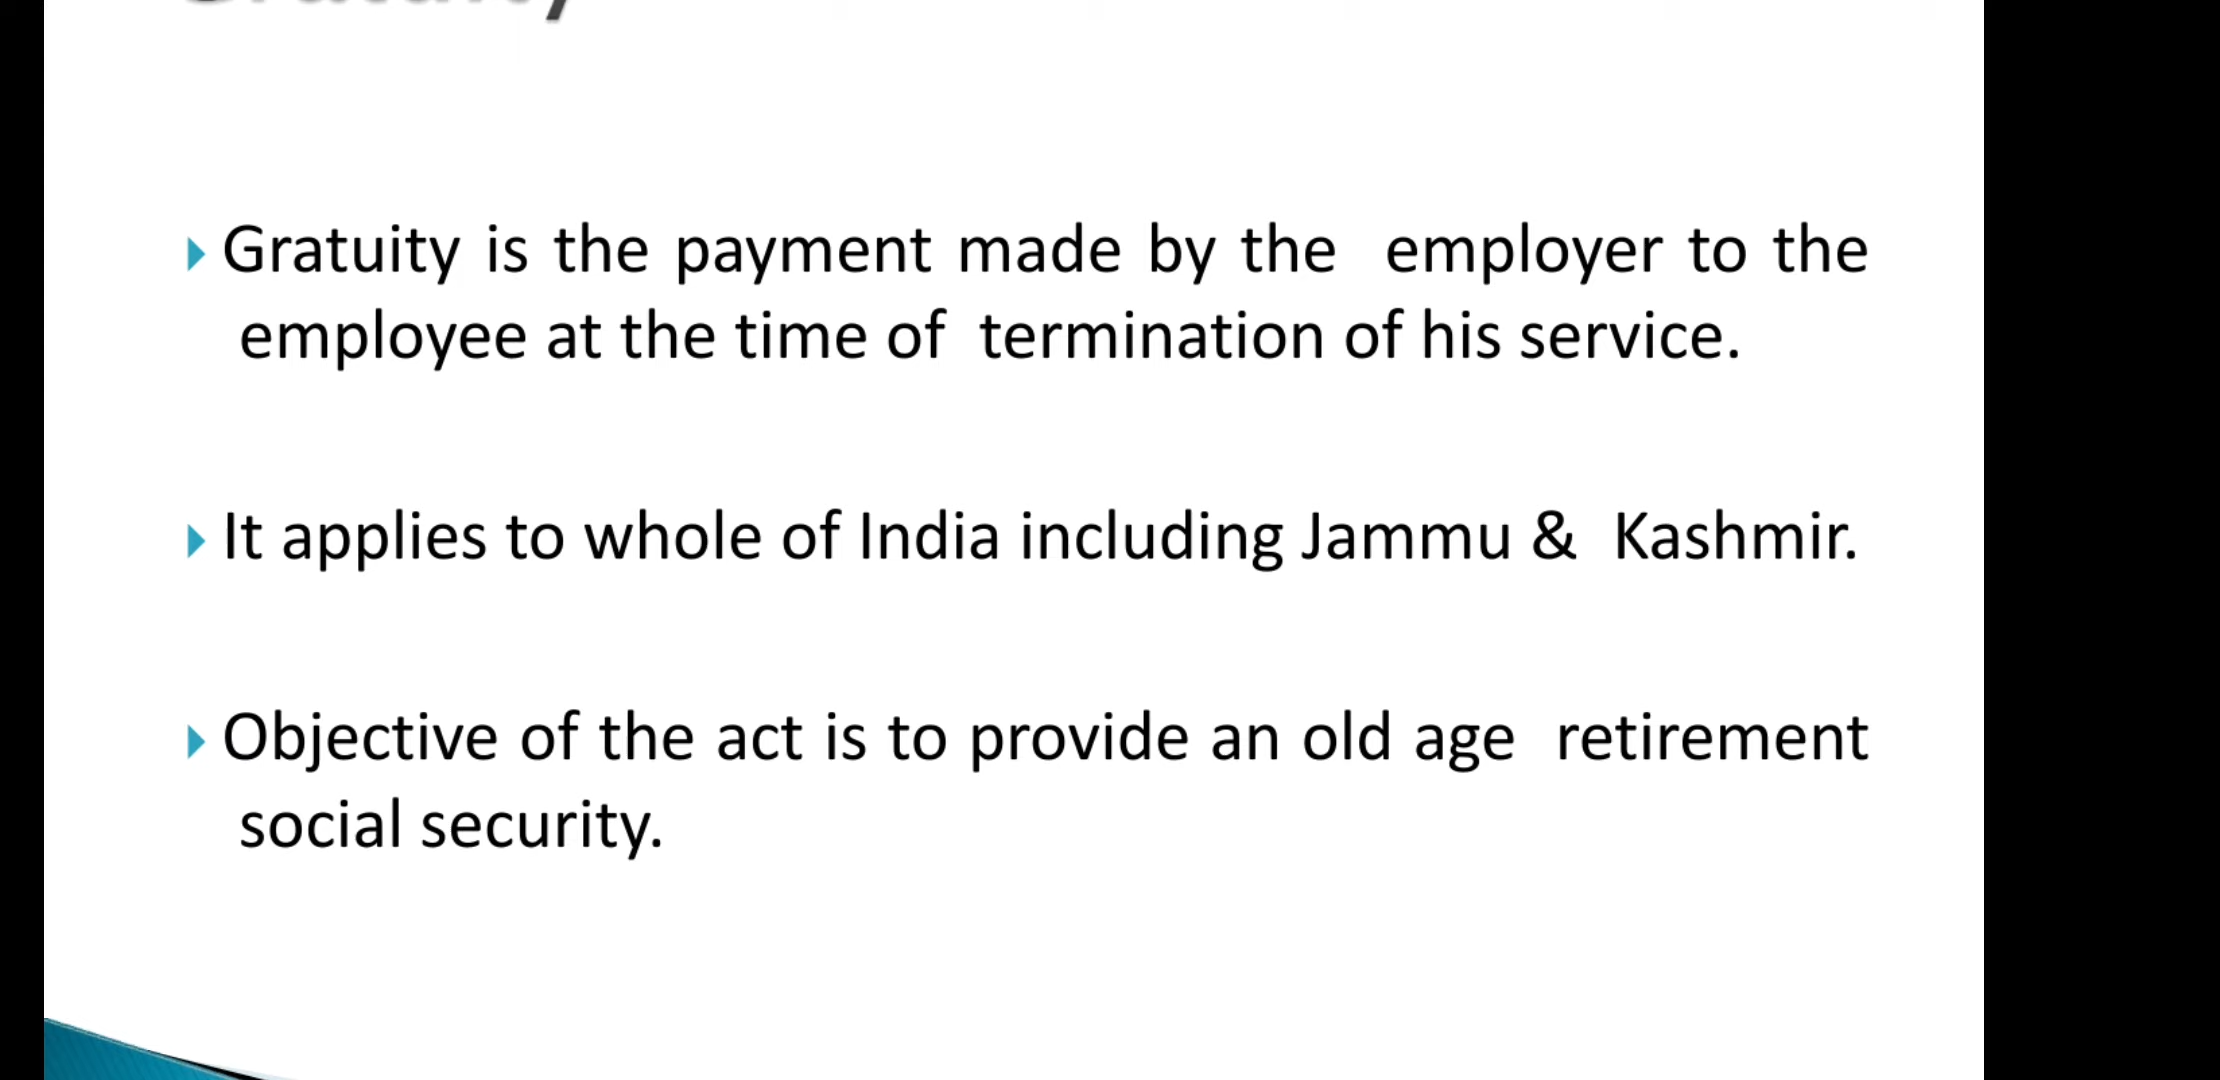 Gratuity
Gratuity is the payment made by the employer to the
employee at the time of termination of his service.
It applies to whole of India including Jammu & Kashmir.
Objective of the act is to provide an old age retirement
social security.